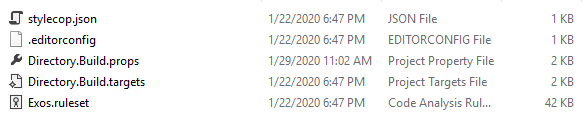 stylecop.json 1/22/2020 6:47 PM JSON File 1 KB
.editorconfig 1/22/2020 6:47 PM EDITORCONFIG File 1 KB
Directory.Build.props 1/29/2020 11:02 AM Project Property File 2 KB
Directory.Build.targets 1/22/2020 6:47 PM Project Targets File 2 KB
Exos.ruleset 1/22/2020 6:47 PM Code Analysis Rul... 42 KB